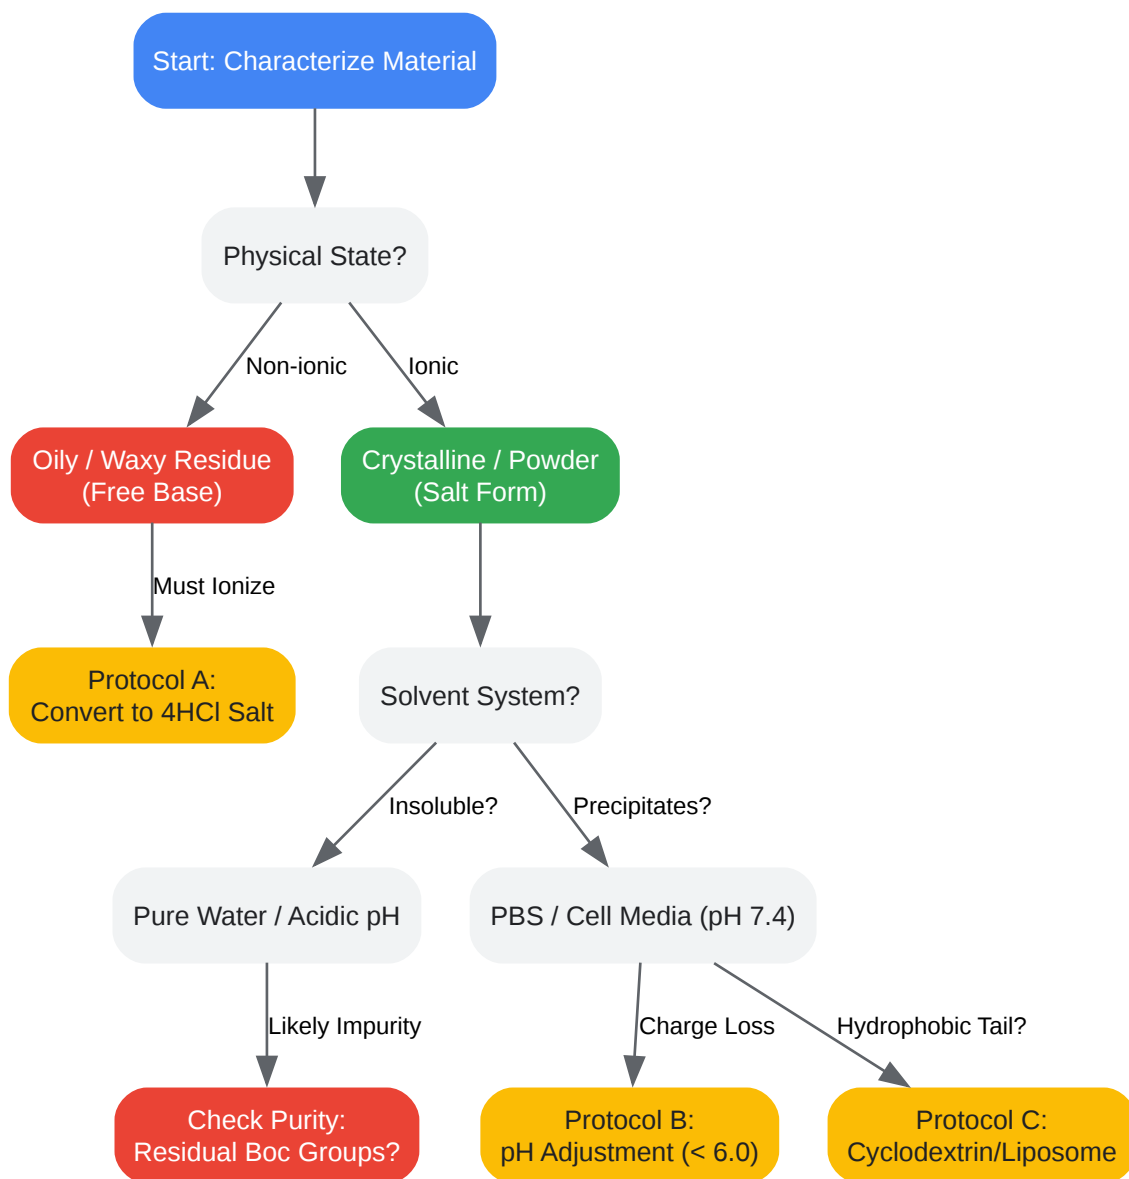 Start: Characterize Material
Physical State?
Non-ionic
Ionic
Oily / Waxy Residue
(Free Base)
Crystalline / Powder
(Salt Form)
Must Ionize
Protocol A:
Convert to 4HCl Salt
Solvent System?
Insoluble?
Precipitates?
Pure Water / Acidic pH
PBS / Cell Media (pH 7.4)
Likely Impurity
Charge Loss
Hydrophobic Tail?
Check Purity:
Residual Boc Groups?
Protocol B:
pH Adjustment (< 6.0)
Protocol C:
Cyclodextrin/Liposome